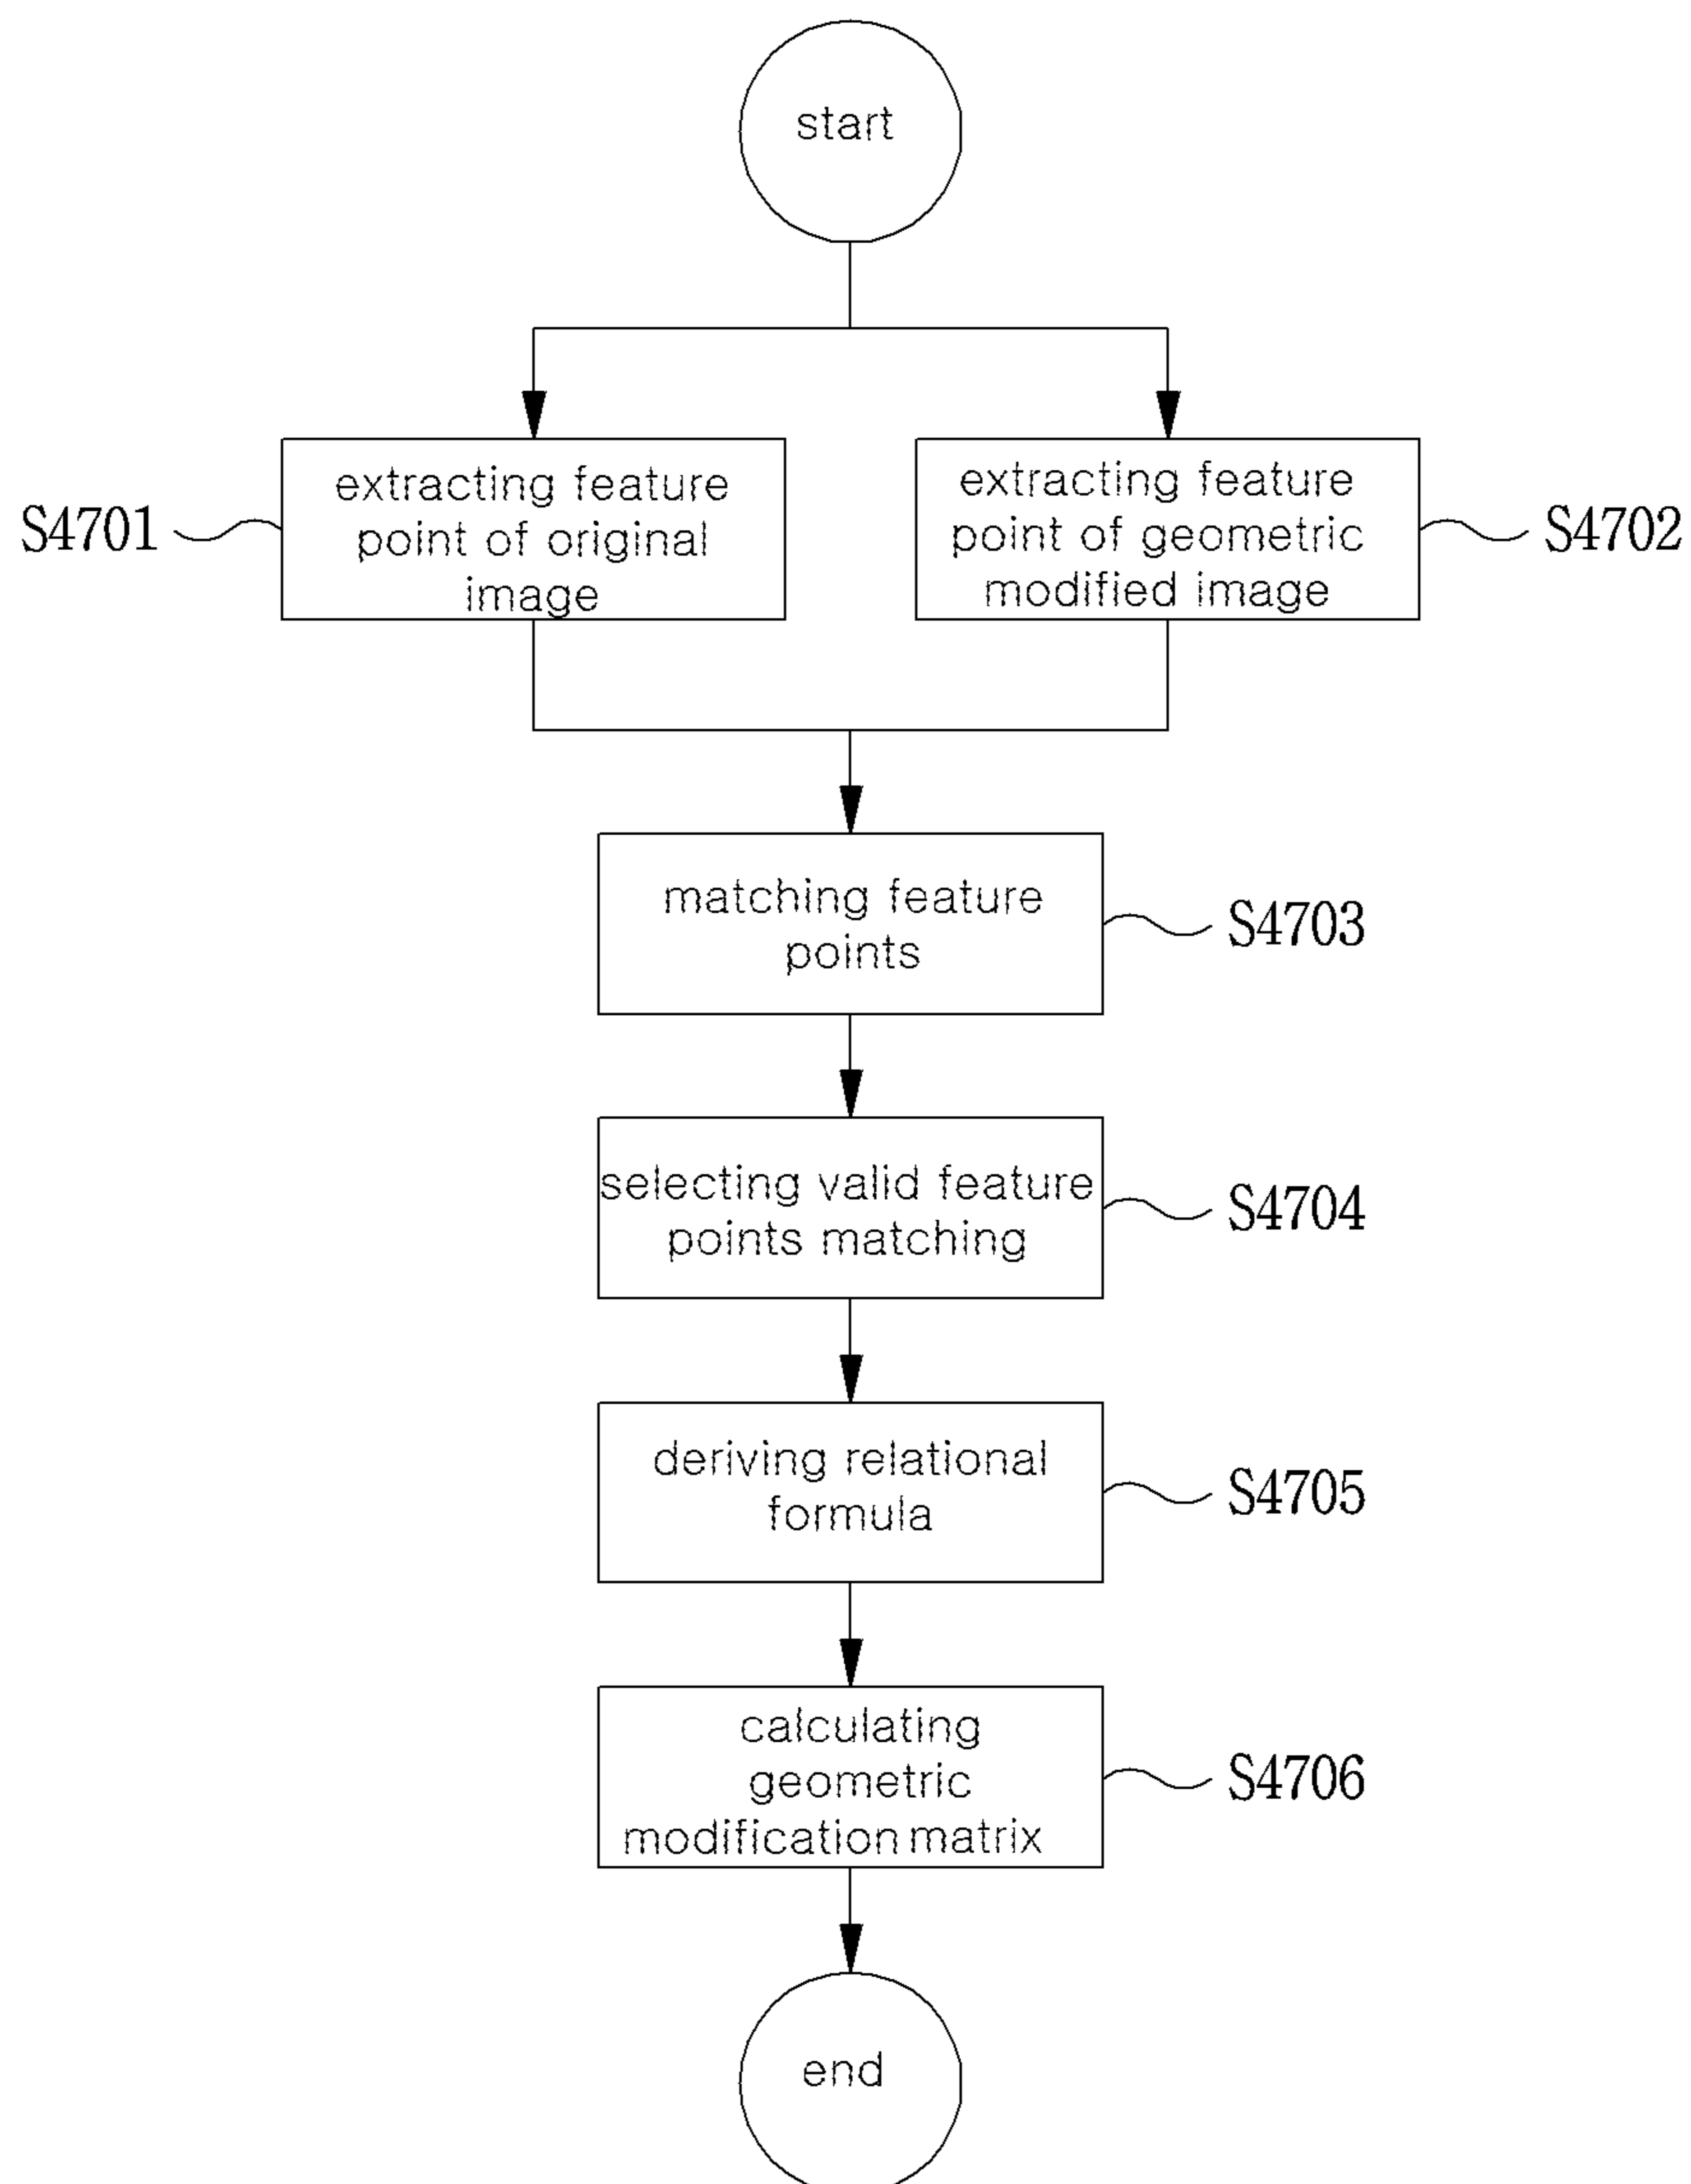 start
S4701
extracting feature
point of original
image
extracting feature
point of geometric
modified image
S4702
matching feature
points
S4703
selecting valid feature
points matching
S4704
deriving relational
formula
S4705
calculating
geometric
modification matrix
S4706
end